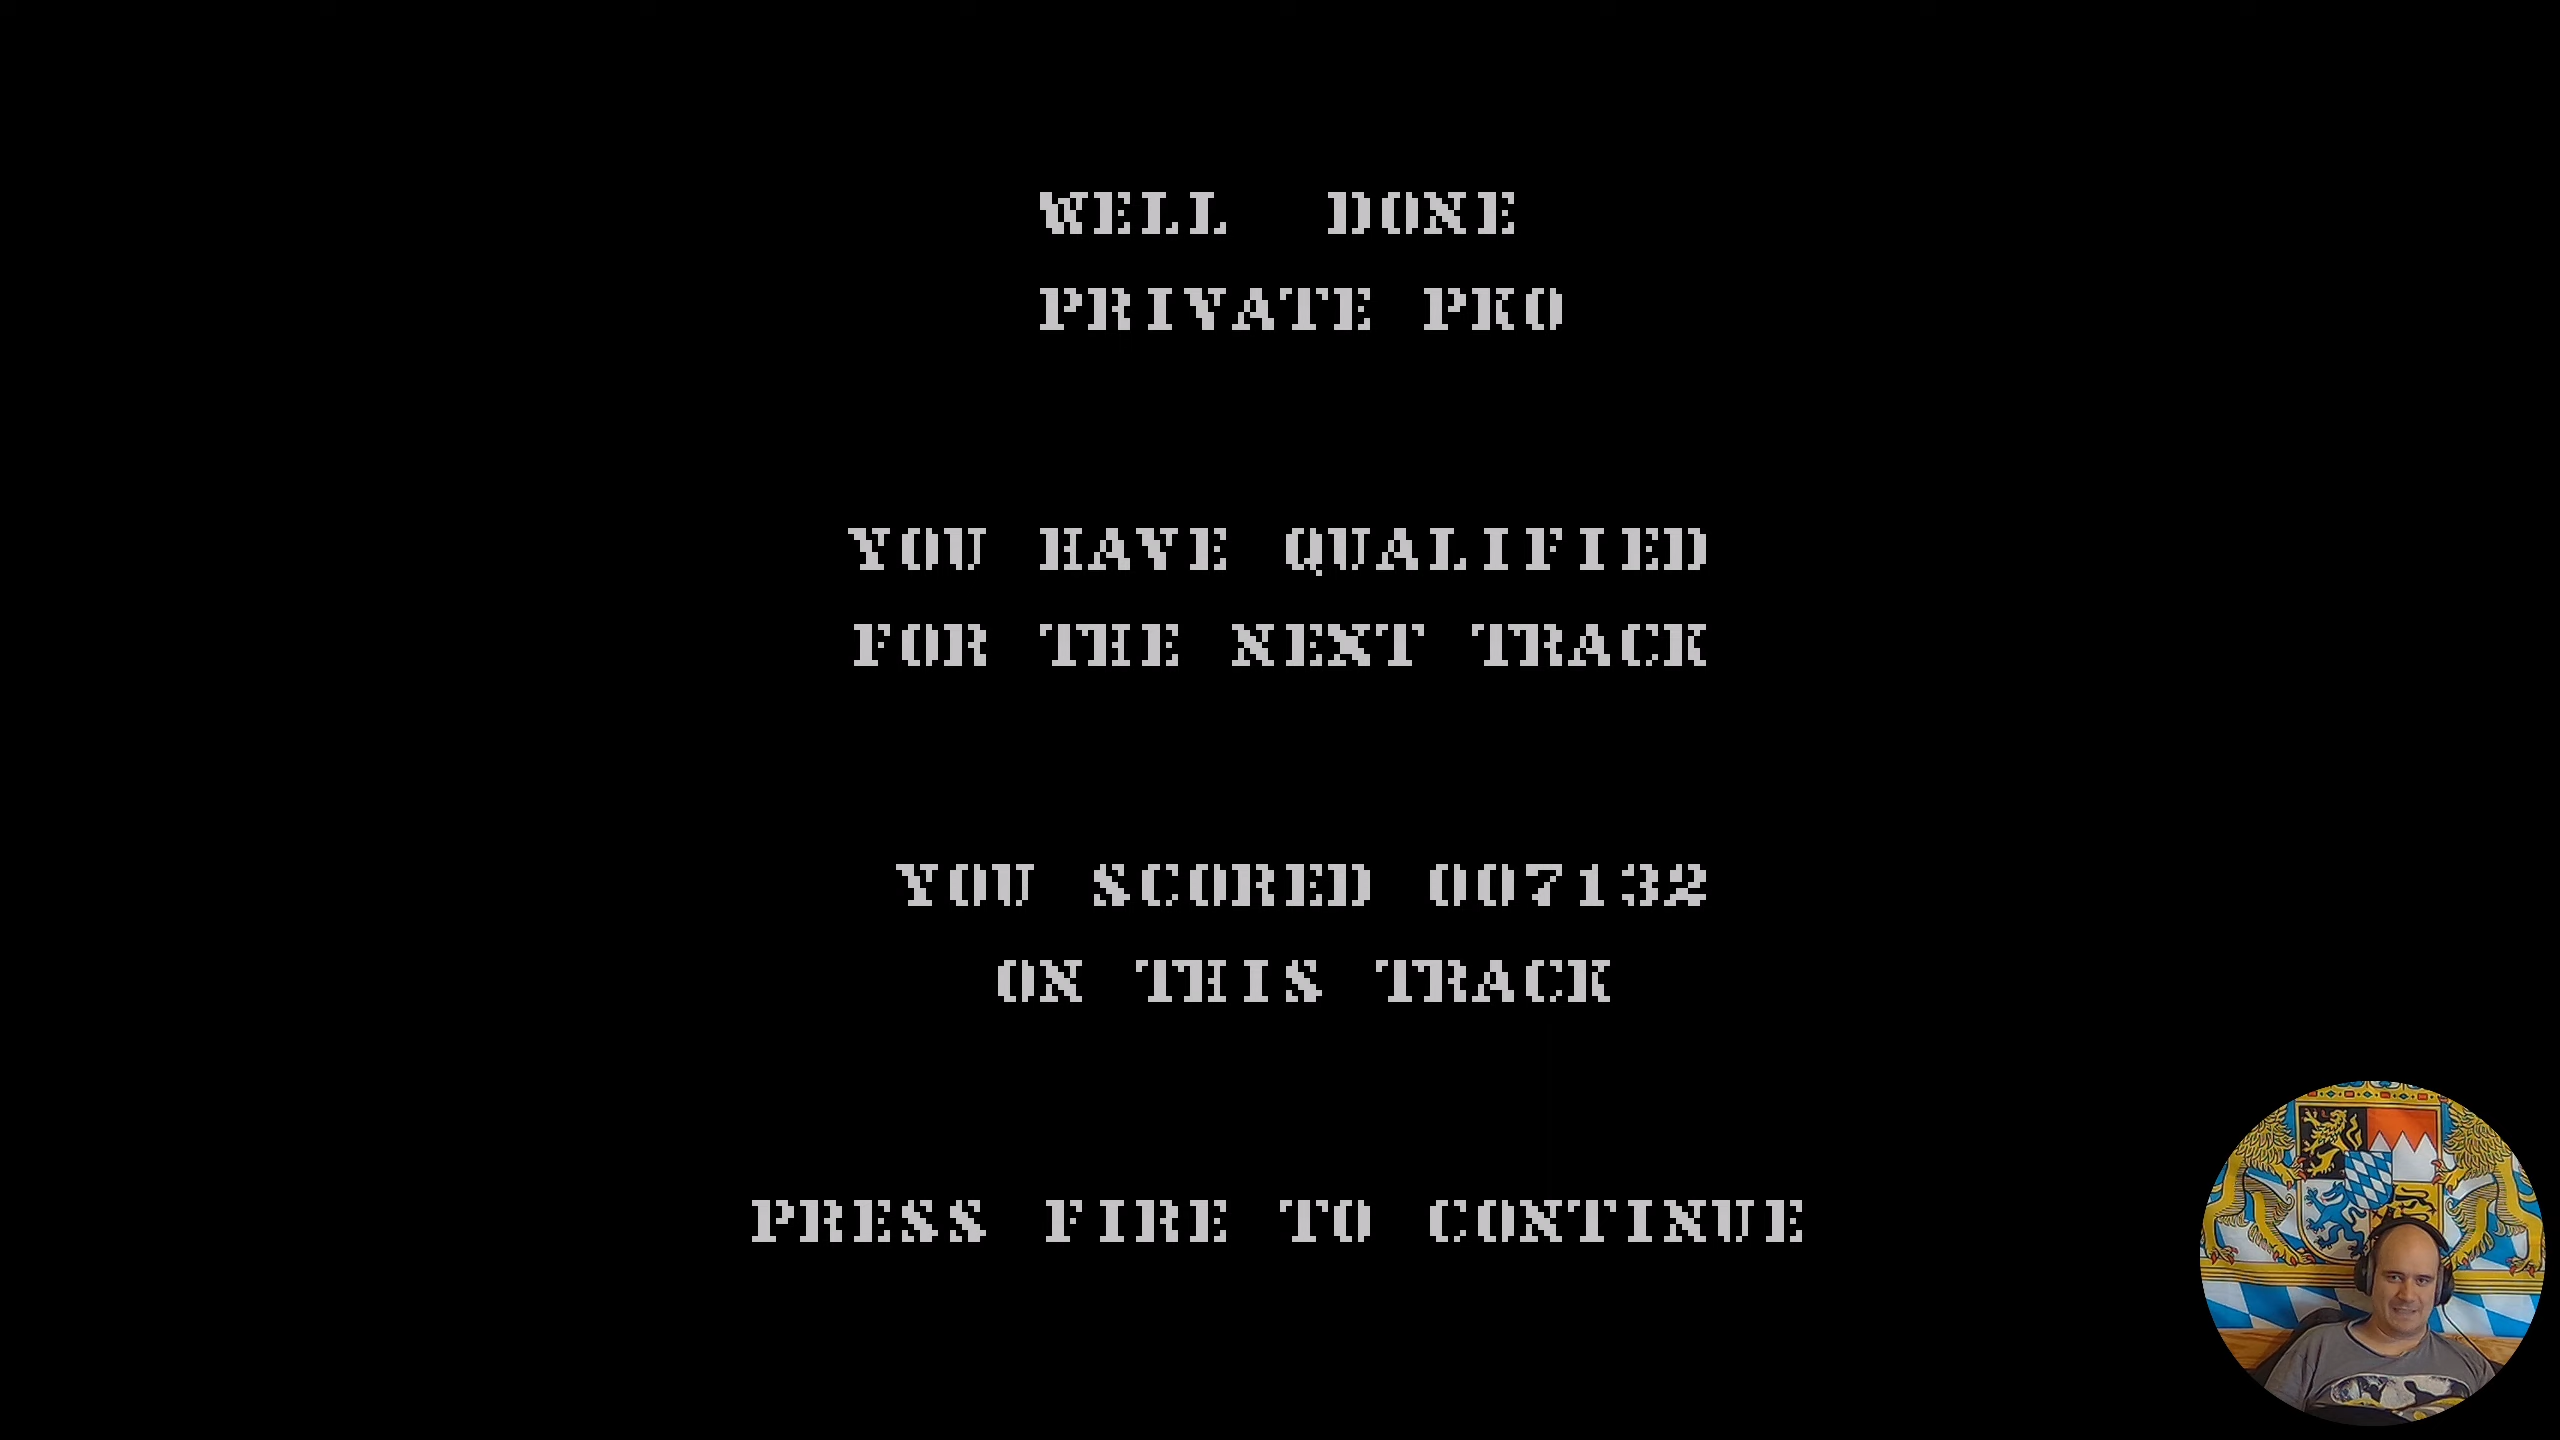 WELL DONE
PRIVATE PKO
YOU HAVE QUALIFIED
FOR THE NEXT TRACK
YOU SCORED 007132
ON THIS TRACK
PRESS FIRE TO CONTINUE